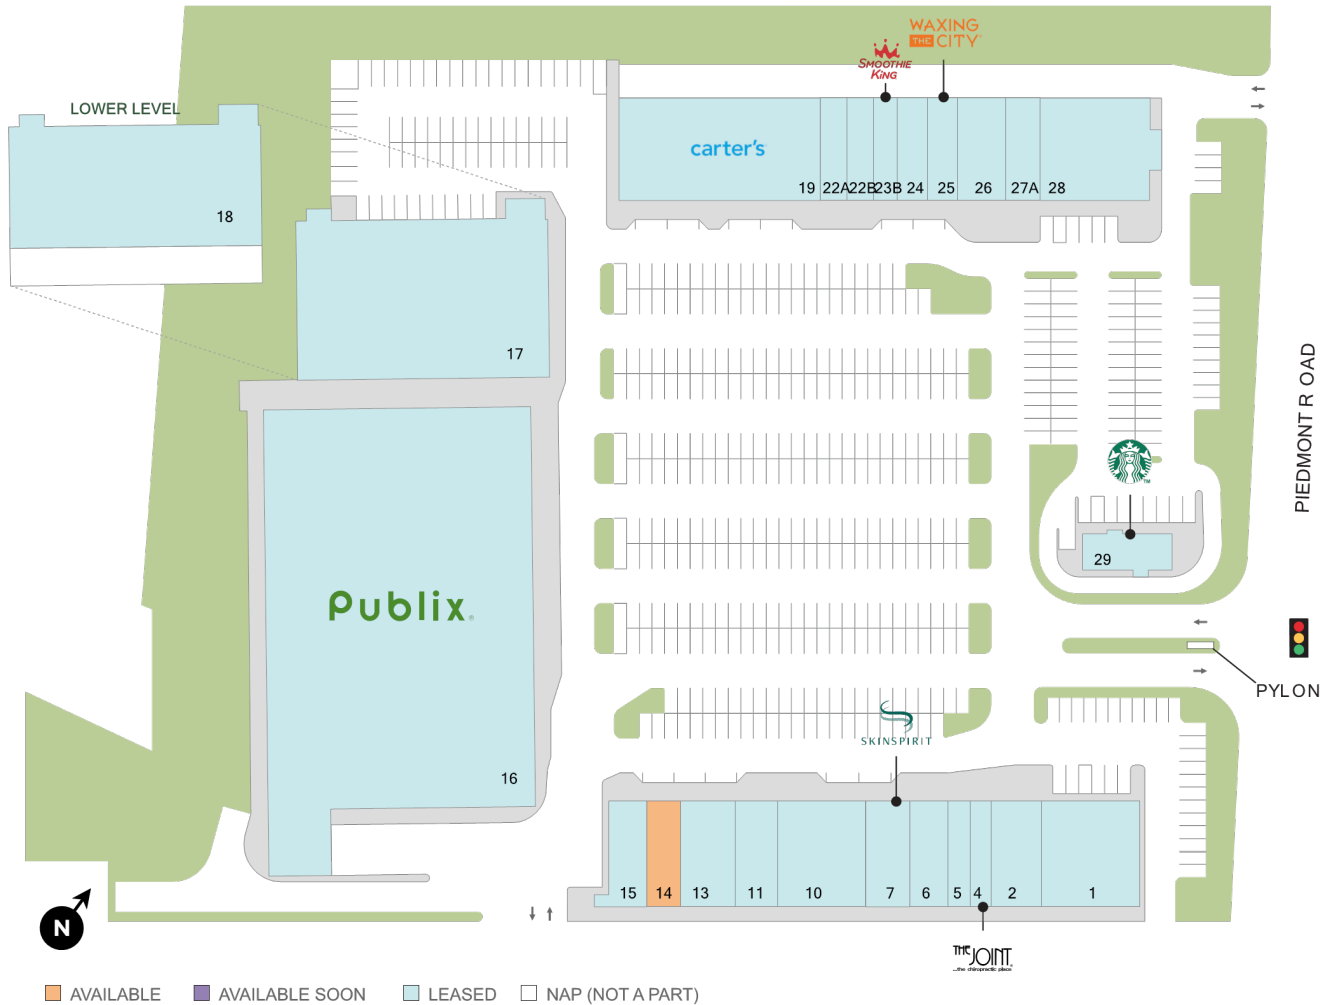 WAXING
THE CITY
SMOOTHIE
KING
LOWER LEVEL
carter's
19 22A 22B 23B 24 25 26 27A 28
18
17
PIEDMONT R OAD
29
Publix
16
PYLON
SKINSPIRIT
15 14 13 11 10 7 6 5 4 2 1
N
THE JOINT
...the chiropractic place
AVAILABLE AVAILABLE SOON LEASED NAP (NOT A PART)